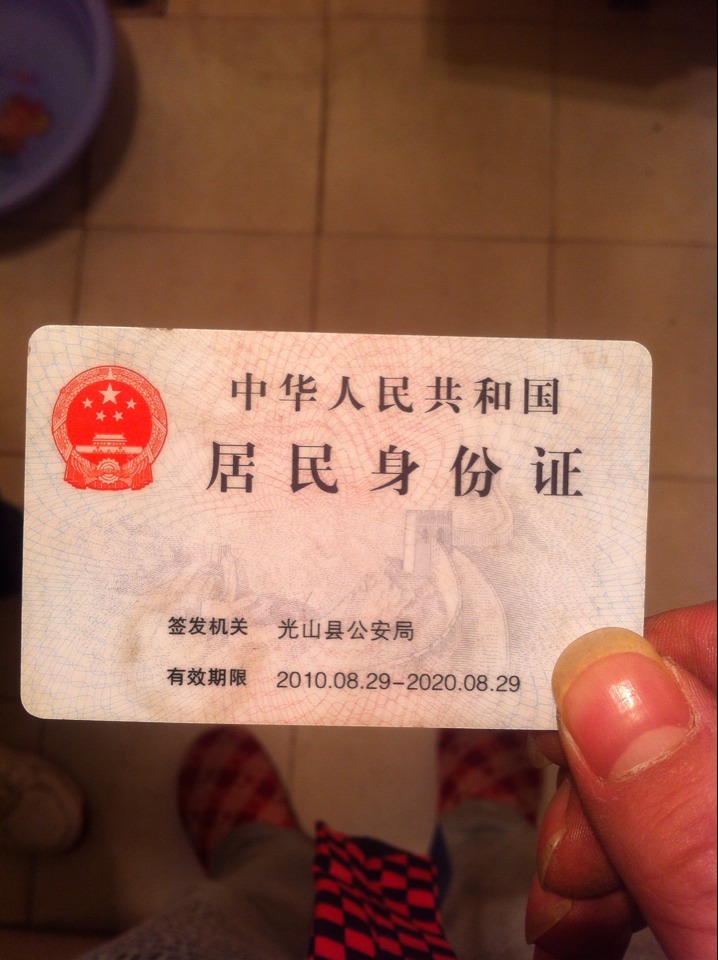 中华人民共和国
居民身份证
签发机关 光山县公安局
有效期限 2010.08.29-2020.08.29